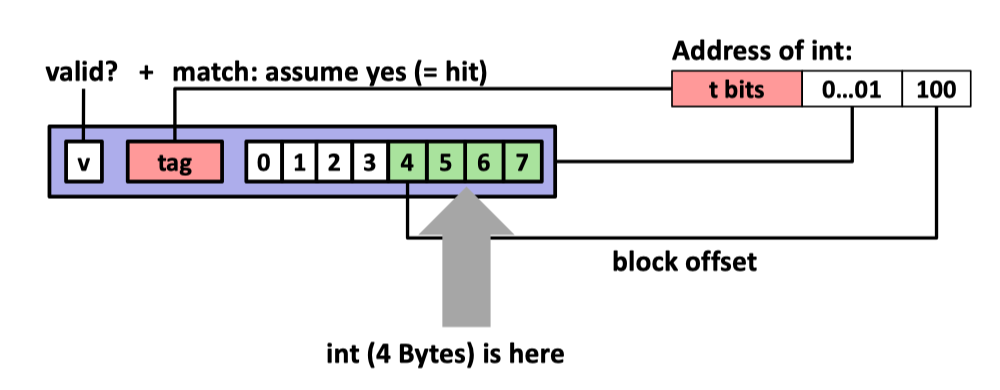 Address of int:
valid? + match: assume yes (= hit)
t bits 0...01 100
v tag 0 1 2 3 4 5 6 7
block offset
int (4 Bytes) is here